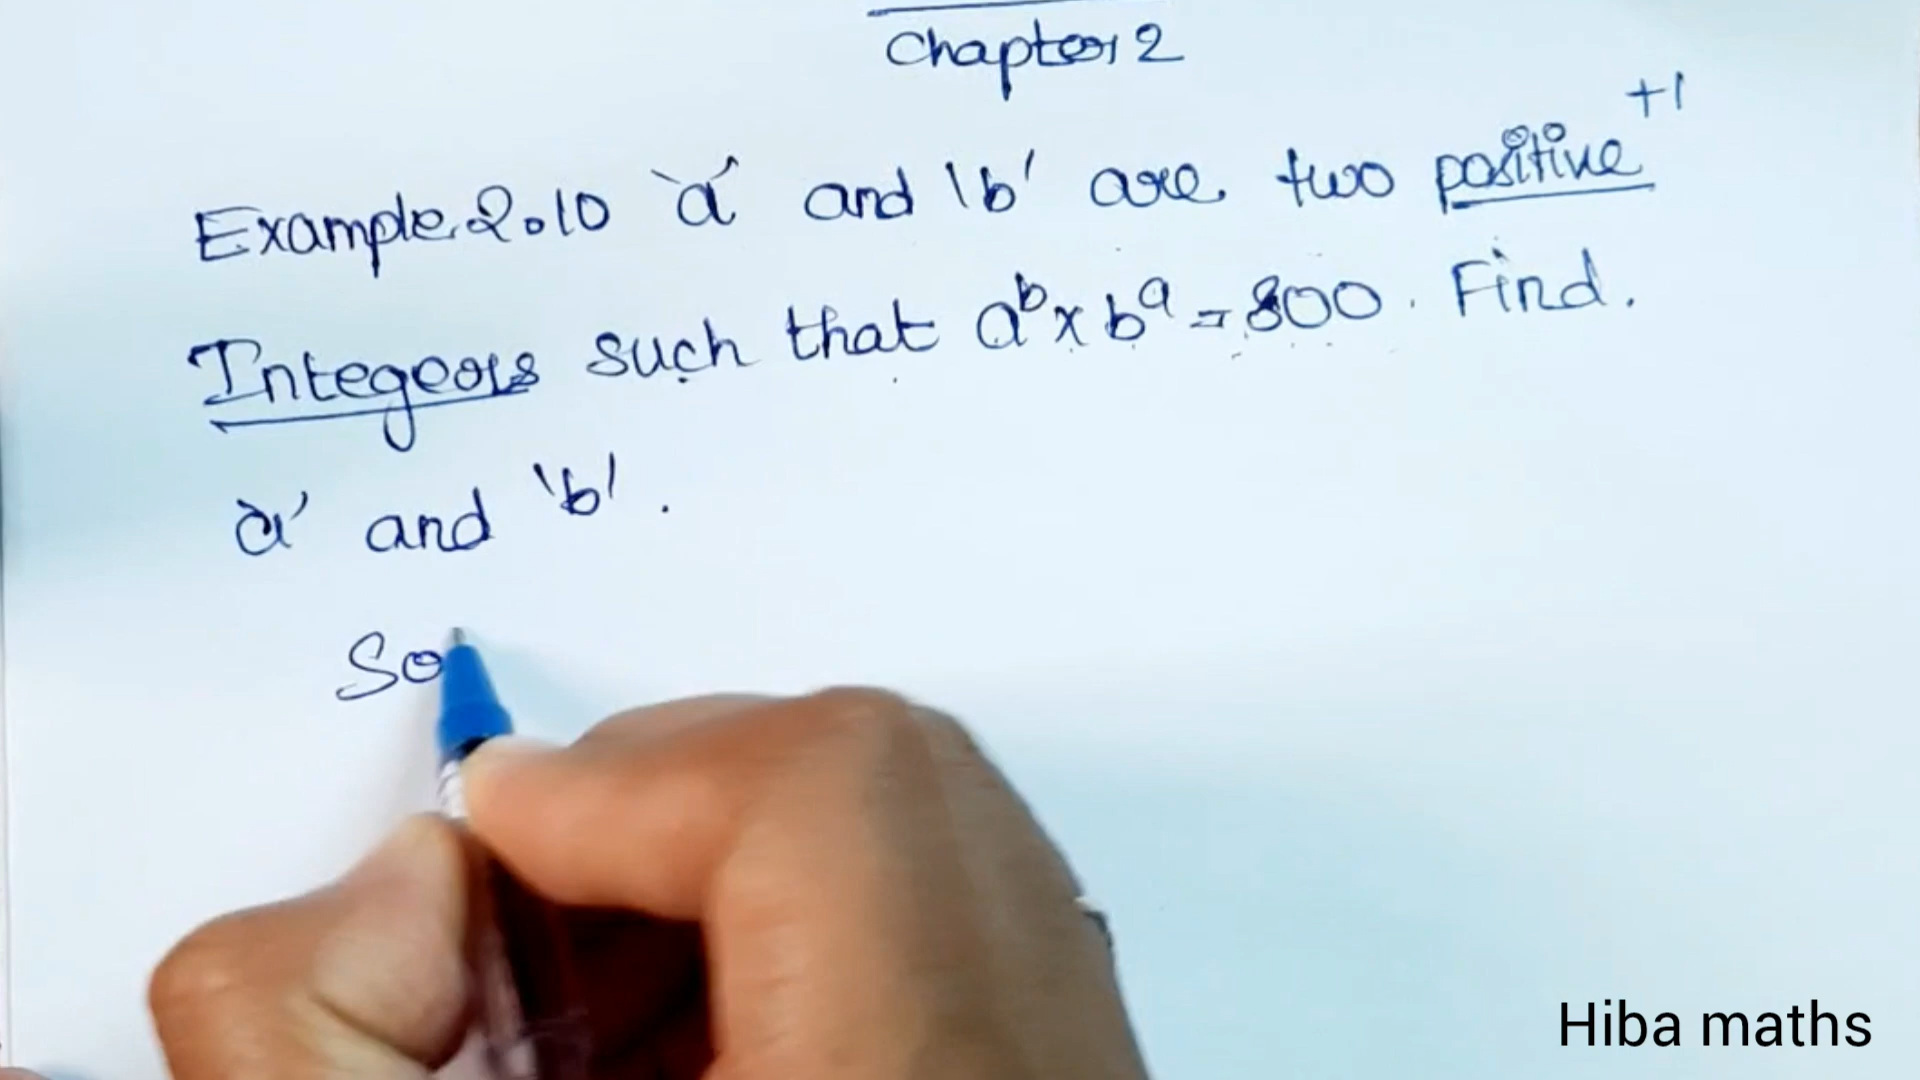 Chapter 2
Example 2.10 'a' and 'b' are two positive +1
Integers such that a^b x b^a = 800. Find.
a' and 'b'.
So
Hiba maths